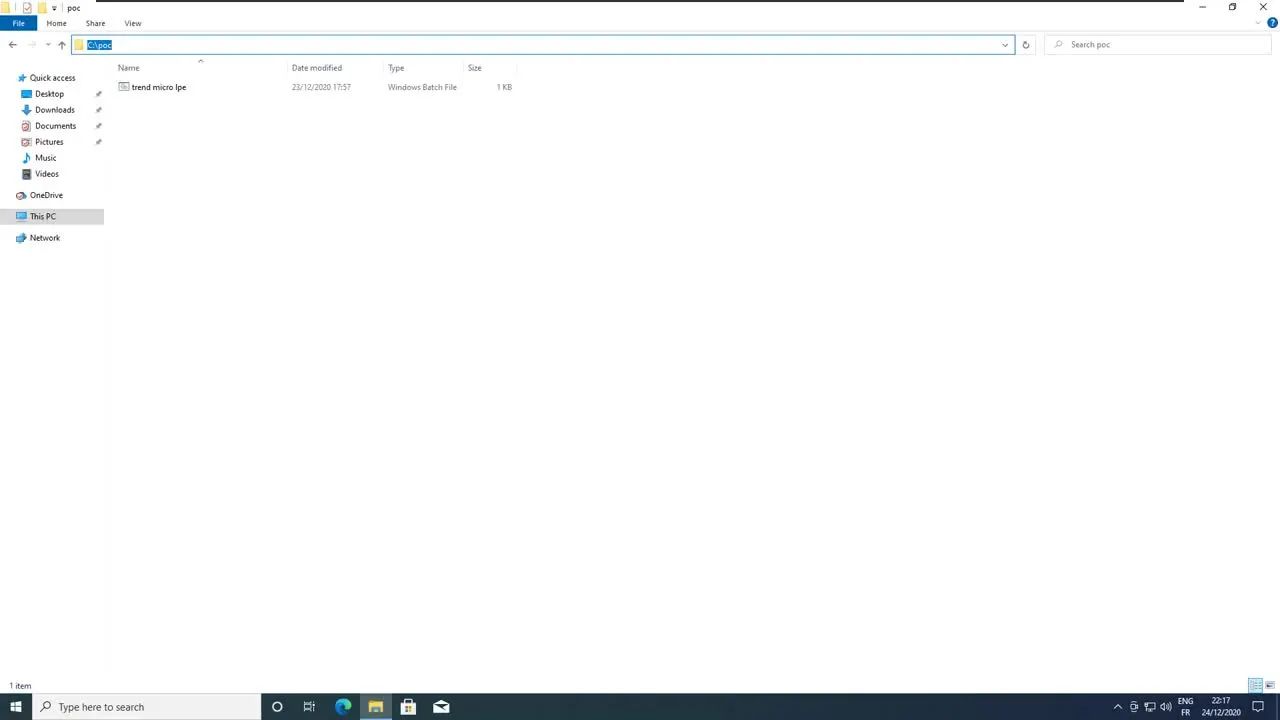 poc
File Home Share View
C:\poc
Search poc
Name Date modified Type Size
trend micro lpe 23/12/2020 17:57 Windows Batch File 1 KB
Quick access
Desktop
Downloads
Documents
Pictures
Music
Videos
OneDrive
This PC
Network
1 item
Type here to search
ENG 22:17
FR 24/12/2020